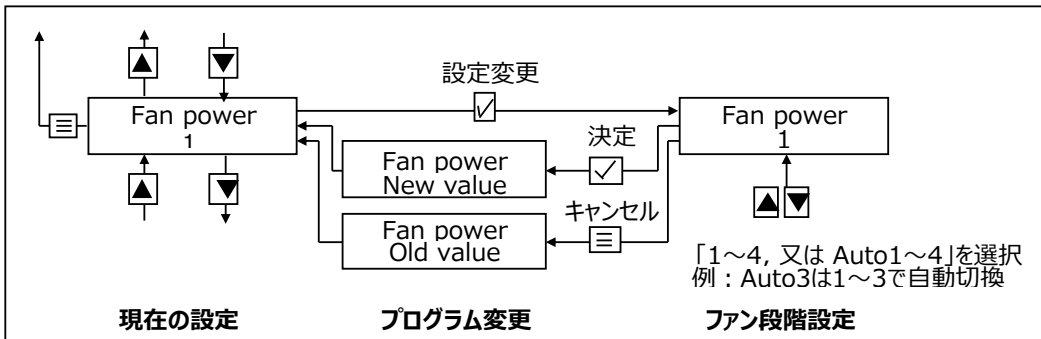 設定変更
Fan power
1
Fan power
1
決定
Fan power
New value
キャンセル
Fan power
Old value
「1～4, 又は Auto1～4」を選択
例：Auto3は1～3で自動切換
現在の設定
プログラム変更
ファン段階設定